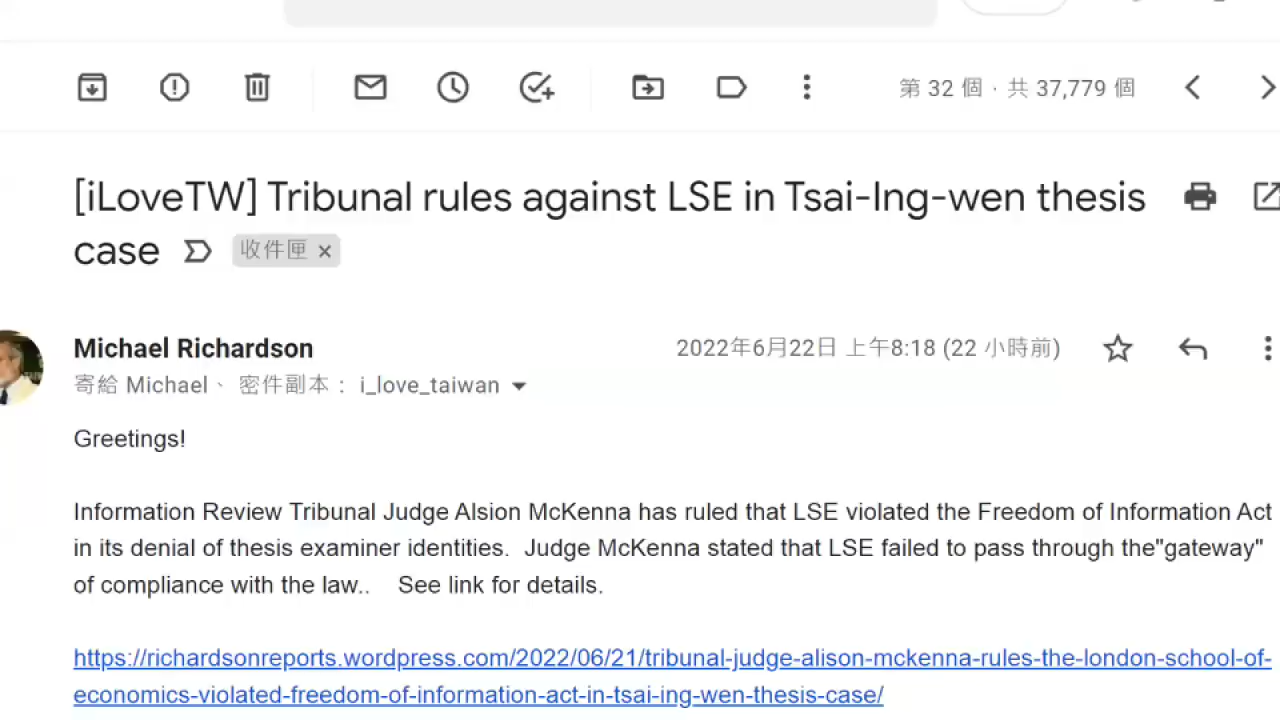 第 32 個 · 共 37,779 個
[iLoveTW] Tribunal rules against LSE in Tsai-Ing-wen thesis
case 收件匣 ×
Michael Richardson 2022年6月22日 上午8:18 (22 小時前)
寄給 Michael、 密件副本： i_love_taiwan
Greetings!
Information Review Tribunal Judge Alsion McKenna has ruled that LSE violated the Freedom of Information Act
in its denial of thesis examiner identities.  Judge McKenna stated that LSE failed to pass through the"gateway"
of compliance with the law..    See link for details.
https://richardsonreports.wordpress.com/2022/06/21/tribunal-judge-alison-mckenna-rules-the-london-school-of-
economics-violated-freedom-of-information-act-in-tsai-ing-wen-thesis-case/